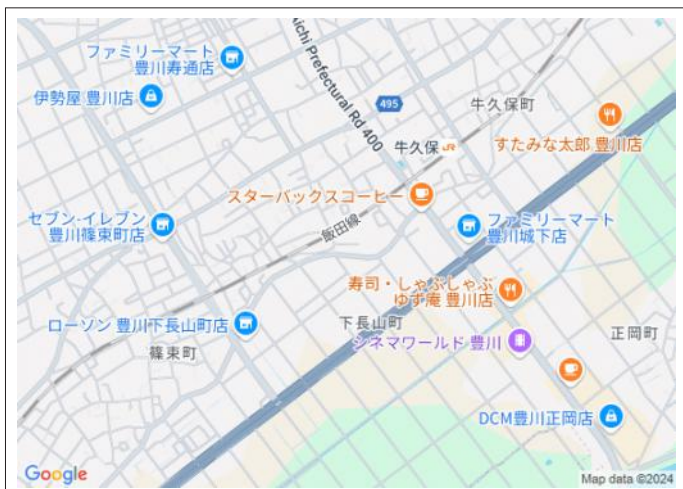 ファミリーマート
豊川寿通店
伊勢屋 豊川店
Aichi Prefectural Rd 400
495
牛久保町
牛久保 JR
すたみな太郎 豊川店
スターバックスコーヒー
セブン-イレブン
豊川篠束町店
飯田線
ファミリーマート
豊川城下店
寿司・しゃぶしゃぶ
ゆず庵 豊川店
ローソン 豊川下長山町店
下長山町
正岡町
シネマワールド 豊川
篠束町
DCM豊川正岡店
Google
Map data ©2024